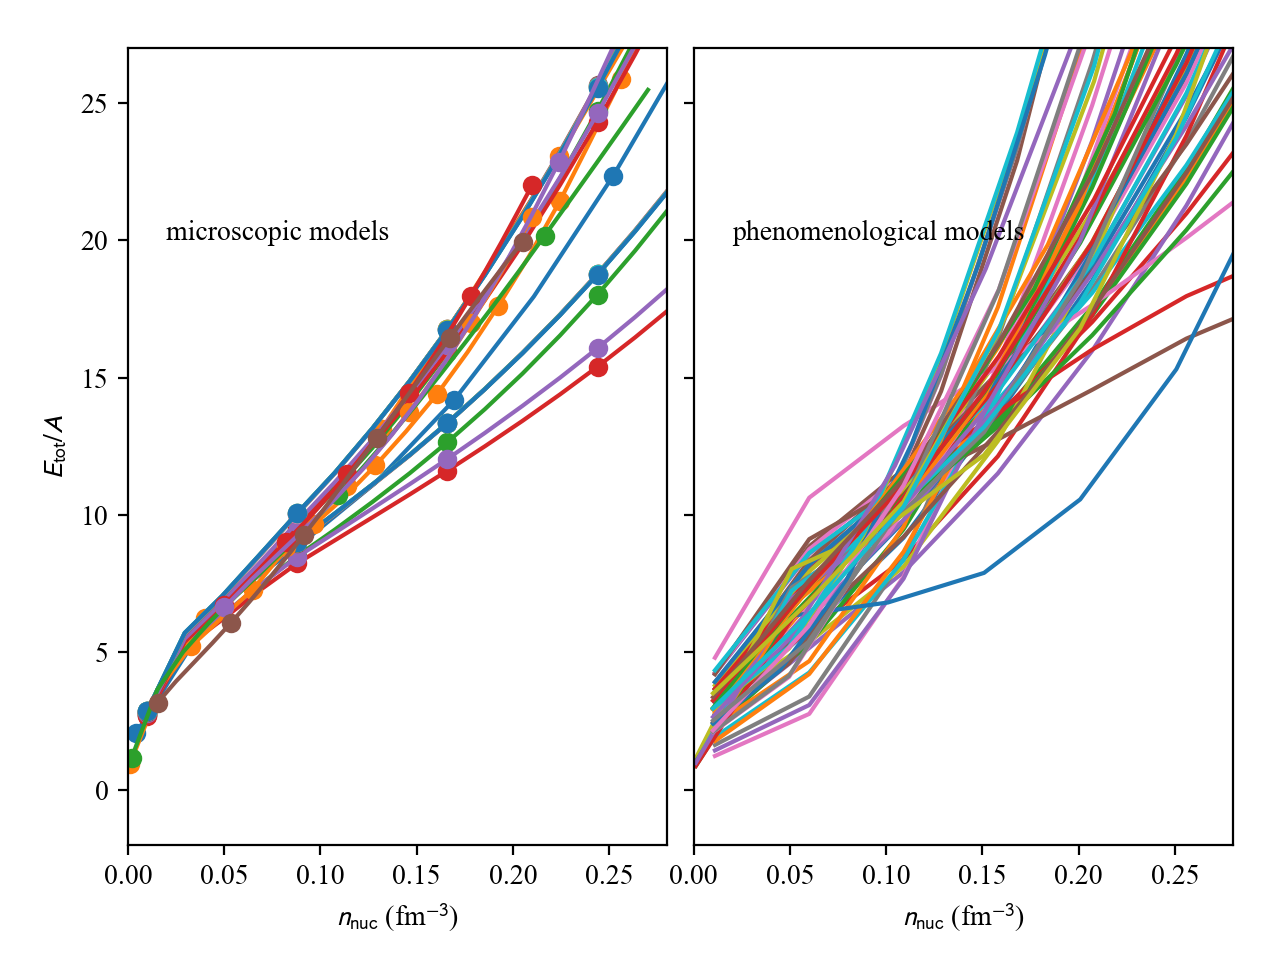 25
20
15
10
5
0
E_tot/A
microscopic models
phenomenological models
0.00 0.05 0.10 0.15 0.20 0.25
0.00 0.05 0.10 0.15 0.20 0.25
n_nuc (fm⁻³)
n_nuc (fm⁻³)